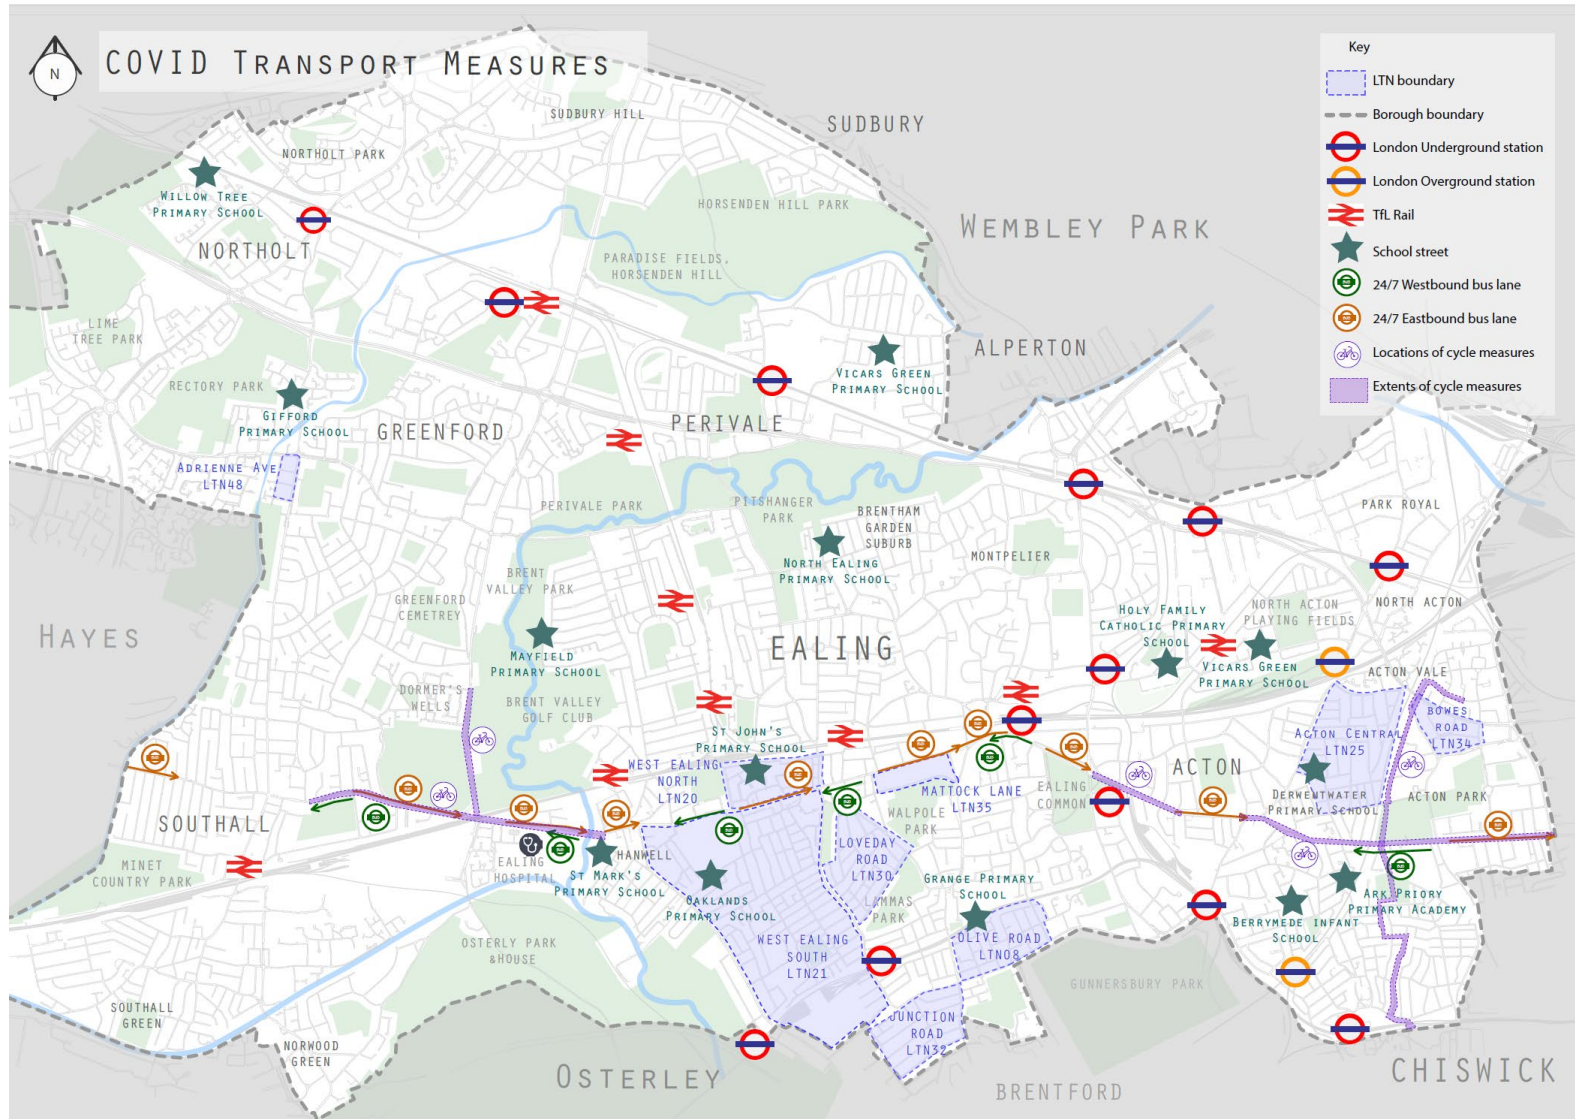 COVID Transport Measures
N
Key
LTN boundary
Borough boundary
London Underground station
London Overground station
TfL Rail
School street
24/7 Westbound bus lane
24/7 Eastbound bus lane
Locations of cycle measures
Extents of cycle measures
SUDBURY HILL
SUDBURY
NORTHOLT PARK
Willow Tree
Primary School
HORSENDEN HILL PARK
Wembley Park
NORTHOLT
PARADISE FIELDS,
HORSENDEN HILL
LIME
TREE PARK
ALPERTON
Vicars Green
Primary School
RECTORY PARK
Gifford
Primary School
GREENFORD
PERIVALE
Adrienne Ave
LTN48
PERIVALE PARK
PITSHANGER
PARK
BRENTHAM
GARDEN
SUBURB
PARK ROYAL
MONTPELIER
North Ealing
Primary School
BRENT
VALLEY PARK
GREENFORD
CEMETREY
Holy Family
Catholic Primary
School
NORTH ACTON
PLAYING FIELDS
NORTH ACTON
Hayes
EALING
Mayfield
Primary School
Vicars Green
Primary School
ACTON VALE
DORMER'S
WELLS
BRENT VALLEY
GOLF CLUB
BOWES
ROAD
LTN34
St John's
Primary School
ACTON CENTRAL
LTN25
WEST EALING
NORTH
LTN20
ACTON
MATTOCK LANE
LTN35
EALING
COMMON
Derwentwater
Primary School
ACTON PARK
SOUTHALL
WALPOLE
PARK
MINET
COUNTRY PARK
EALING
HOSPITAL
HANWELL
St Mark's
Primary School
LOVEDAY
ROAD
LTN30
Grange Primary
School
Oaklands
Primary School
LAMMAS
PARK
Ark Priory
Primary Academy
Berrymede Infant
School
OSTERLY PARK
&HOUSE
WEST EALING
SOUTH
LTN21
OLIVE ROAD
LTN08
GUNNERSBURY PARK
SOUTHALL
GREEN
JUNCTION
ROAD
LTN32
NORWOOD
GREEN
Osterley
BRENTFORD
CHISWICK